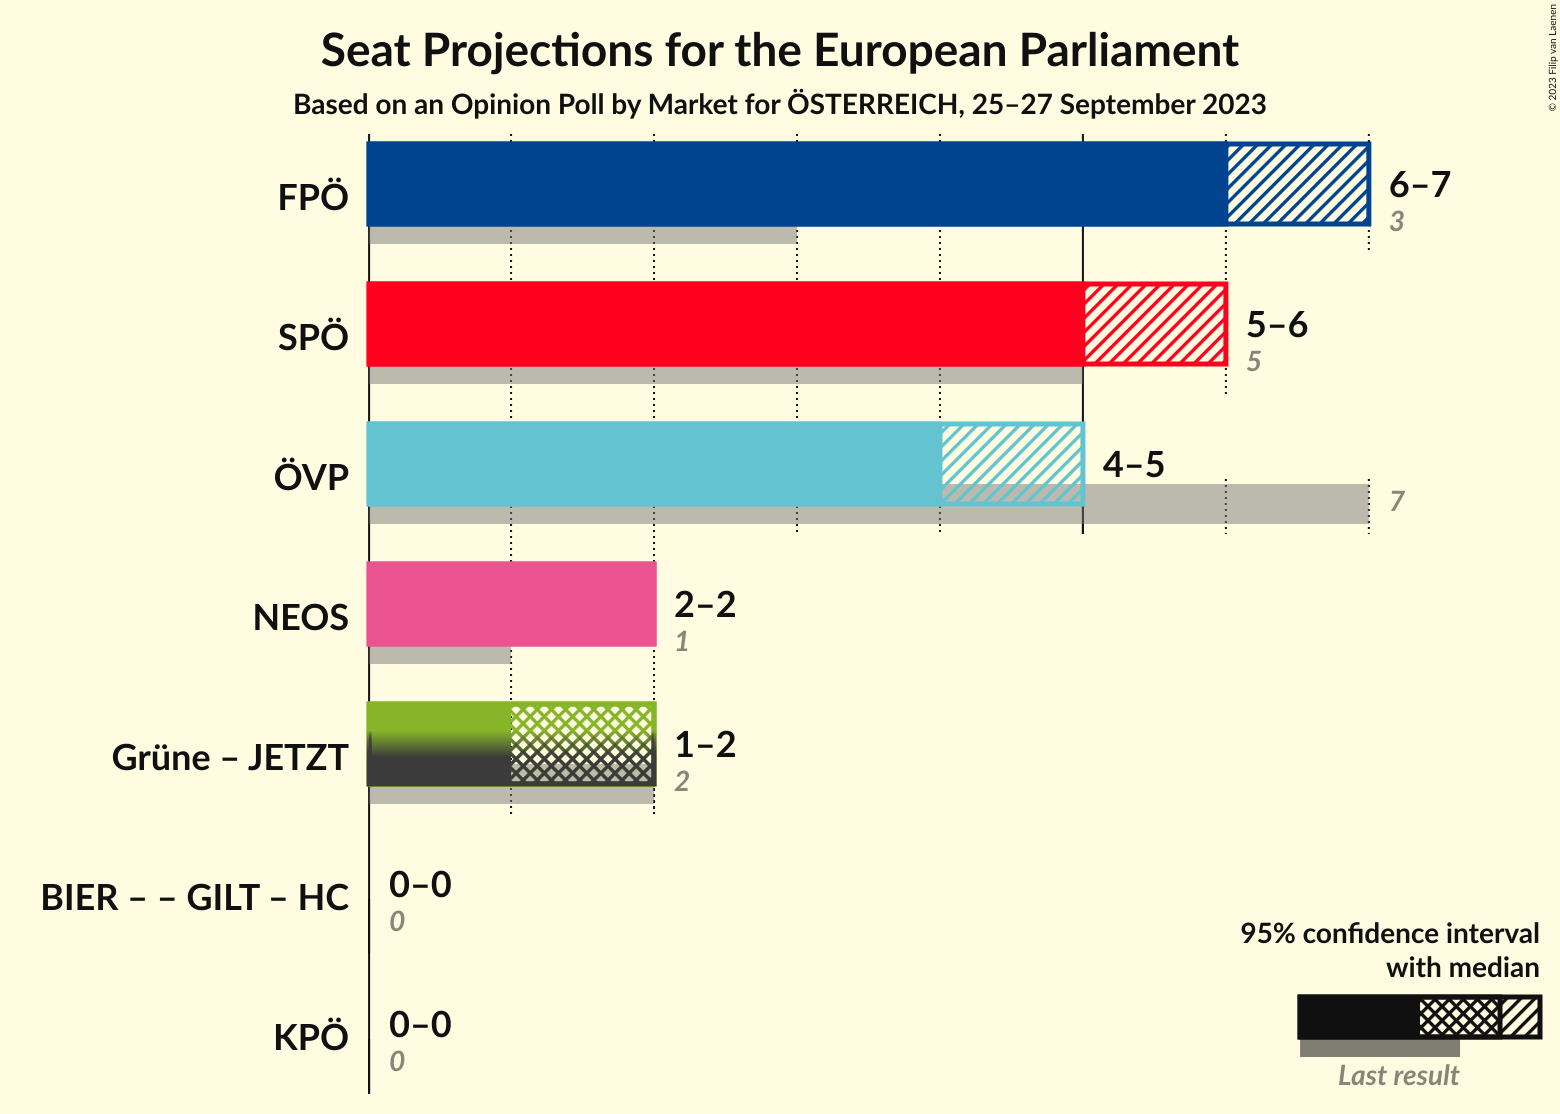 Seat Projections for the European Parliament
Based on an Opinion Poll by Market for ÖSTERREICH, 25–27 September 2023
© 2023 Filip van Laenen
FPÖ
6–7
3
SPÖ
5–6
5
ÖVP
4–5
7
NEOS
2–2
1
Grüne – JETZT
1–2
2
BIER – – GILT – HC
0–0
0
KPÖ
0–0
0
95% confidence interval
with median
Last result